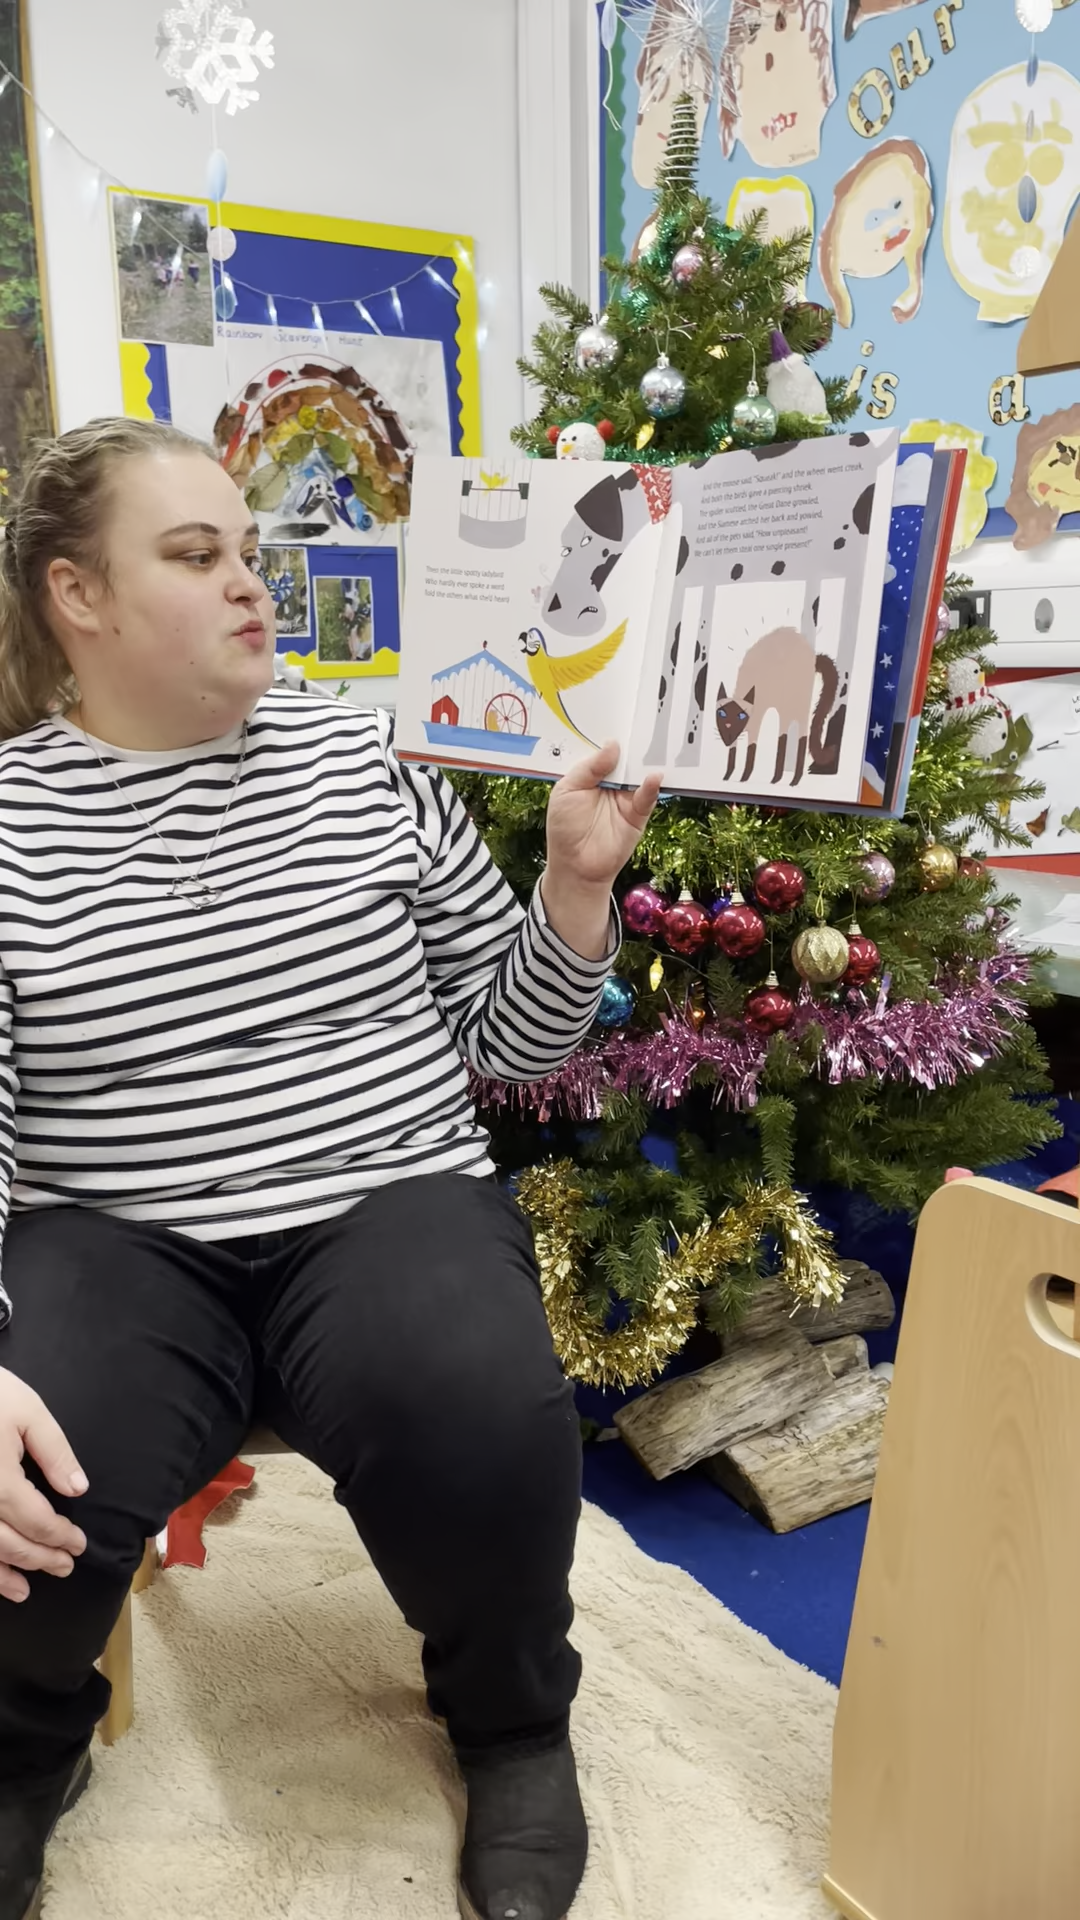 our
is a
Rainbow Scavenger Hunt
Then the little spotty ladybird
Who hardly ever spoke a word
Told the others what she'd heard.
And the mouse said, "Squeak!" and the wheel went creak,
And both the birds gave a piercing shriek.
The spider scuttled, the Great Dane growled,
And the Siamese arched her back and yowled,
And all of the pets said, "How unpleasant!
We can't let them steal one single present!"